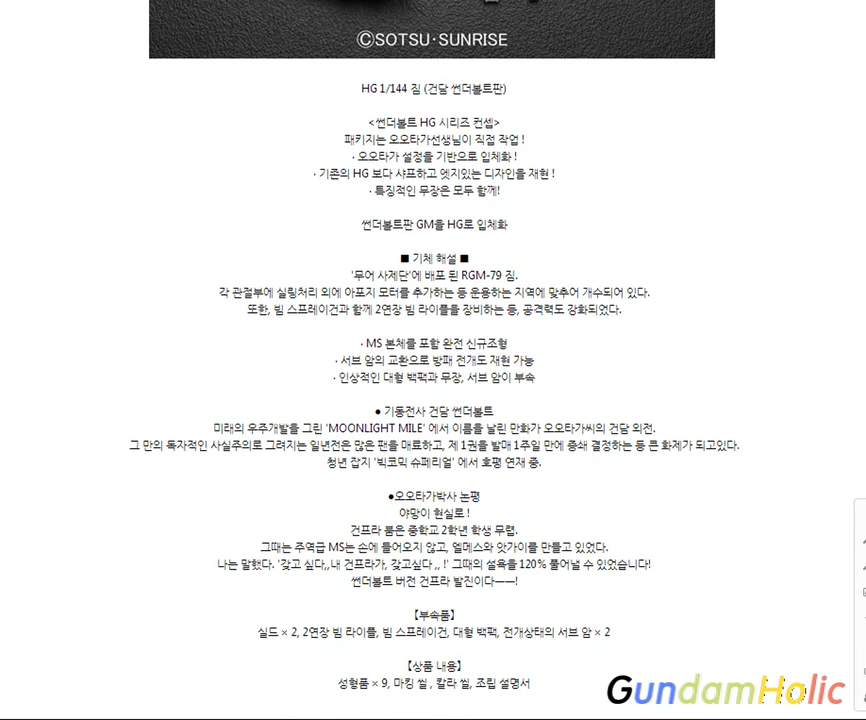 ⒸSOTSU·SUNRISE
HG 1/144 짐 (건담 썬더볼트판)
<썬더볼트 HG 시리즈 컨셉>
패키지는 오오타가선생님이 직접 작업 !
· 오오타가 설정을 기반으로 입체화 !
· 기존의 HG 보다 샤프하고 엣지있는 디자인을 재현 !
· 특징적인 무장은 모두 함께!
썬더볼트판 GM을 HG로 입체화
■ 기체 해설 ■
'무어 사제단'에 배포 된 RGM-79 짐.
각 관절부에 실링처리 외에 아포지 모터를 추가하는 등 운용하는 지역에 맞추어 개수되어 있다.
또한, 빔 스프레이건과 함께 2연장 빔 라이플을 장비하는 등, 공격력도 강화되었다.
· MS 본체를 포함 완전 신규조형
· 서브 암의 교환으로 방패 전개도 재현 가능
· 인상적인 대형 백팩과 무장, 서브 암이 부속
● 기동전사 건담 썬더볼트
미래의 우주개발을 그린 'MOONLIGHT MILE' 에서 이름을 날린 만화가 오오타가씨의 건담 외전.
그 만의 독자적인 사실주의로 그려지는 일년전은 많은 팬을 매료하고, 제 1권을 발매 1주일 만에 증쇄 결정하는 등 큰 화제가 되고있다.
청년 잡지 '빅코믹 슈페리얼' 에서 호평 연재 중.
●오오타가박사 논평
야망이 현실로 !
건프라 붐은 중학교 2학년 학생 무렵.
그때는 주역급 MS는 손에 들어오지 않고, 엘메스와 앗가이를 만들고 있었다.
나는 말했다. '갖고 싶다,,내 건프라가, 갖고싶다 ,, !' 그때의 설욕을 120% 풀어낼 수 있었습니다!
썬더볼트 버전 건프라 발진이다——!
【부속품】
실드 × 2, 2연장 빔 라이플, 빔 스프레이건, 대형 백팩, 전개상태의 서브 암 × 2
【상품 내용】
성형품 × 9, 마킹 씰 , 칼라 씰, 조립 설명서
GundamHolic